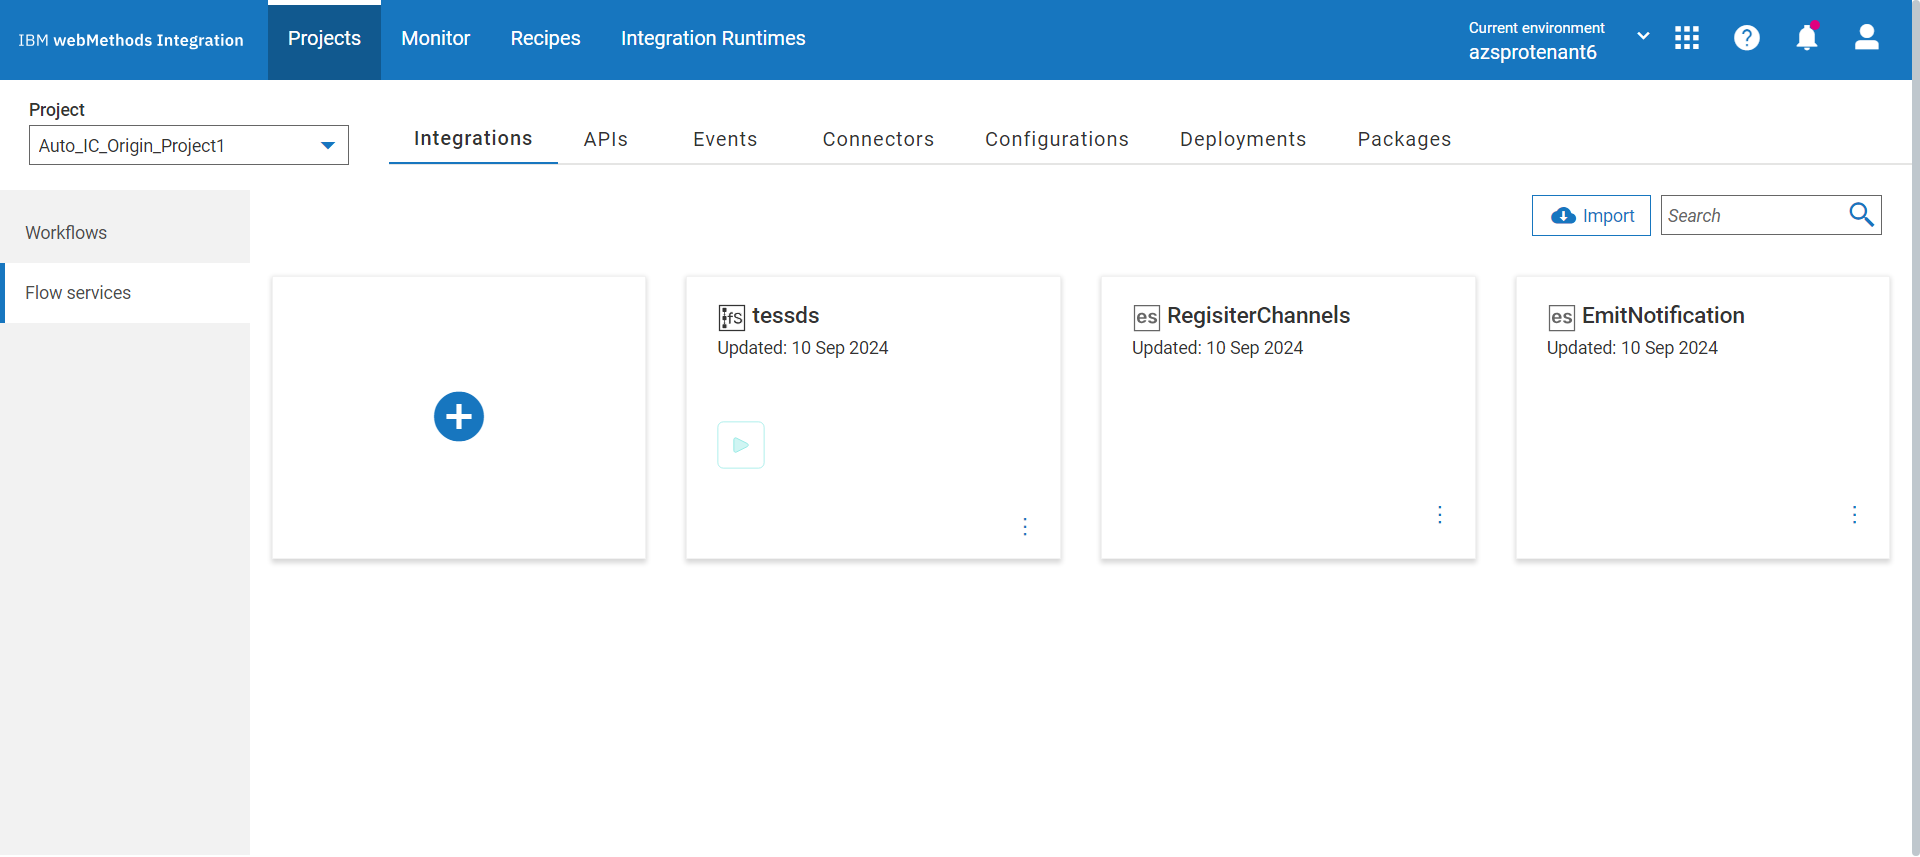 IBM webMethods Integration
Projects
Monitor
Recipes
Integration Runtimes
Current environment
azsprotenant6
Project
Auto_IC_Origin_Project1
Integrations
APIs
Events
Connectors
Configurations
Deployments
Packages
Workflows
Flow services
Import
Search
fS tessds
Updated: 10 Sep 2024
es RegisiterChannels
Updated: 10 Sep 2024
es EmitNotification
Updated: 10 Sep 2024